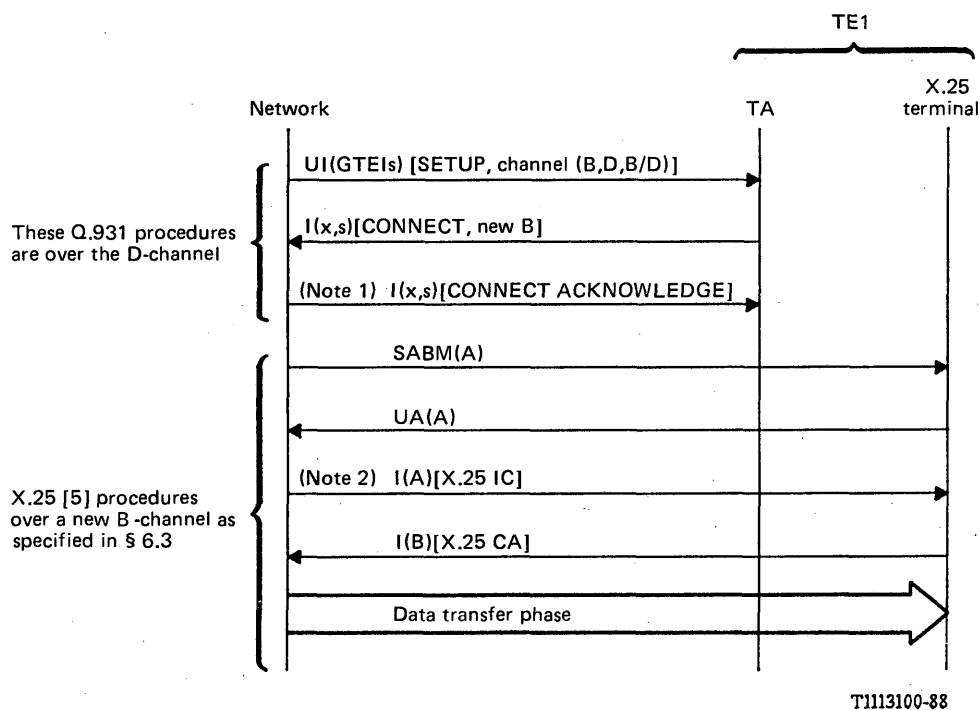 TE1
Network
TA
X.25
terminal
UI(GTEIs) [SETUP, channel (B,D,B/D)]
These Q.931 procedures
are over the D-channel
I(x,s)[CONNECT, new B]
(Note 1) I(x,s)[CONNECT ACKNOWLEDGE]
SABM(A)
UA(A)
X.25 [5] procedures
over a new B-channel as
specified in § 6.3
(Note 2) I(A)[X.25 IC]
I(B)[X.25 CA]
Data transfer phase
T1113100-88